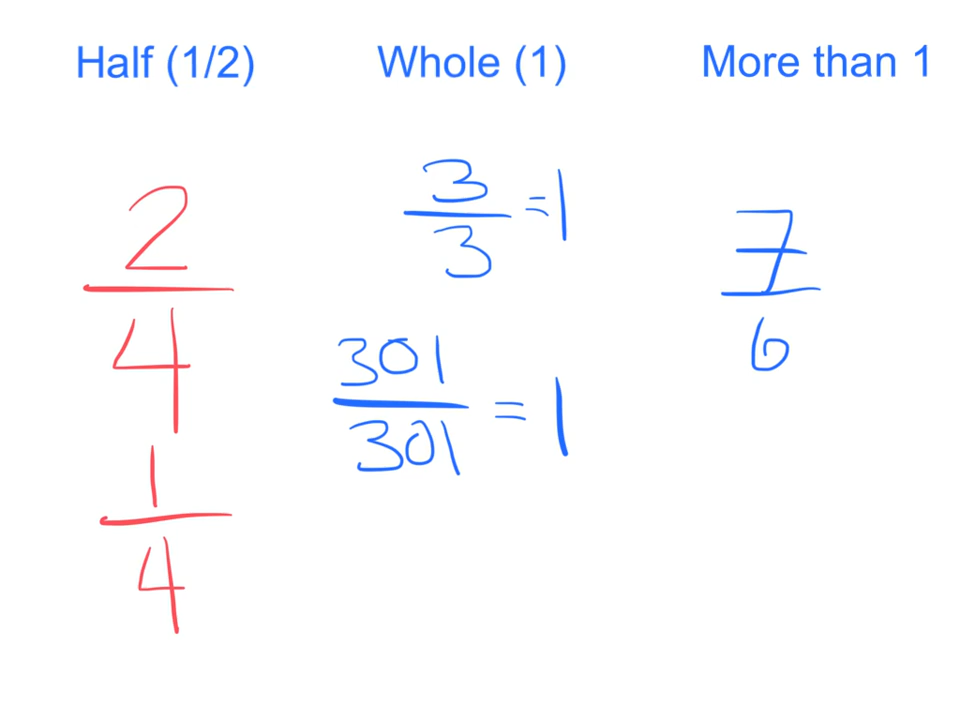 Half (1/2)
Whole (1)
More than 1
2/4
1/4
3/3 = 1
301/301 = 1
7/6